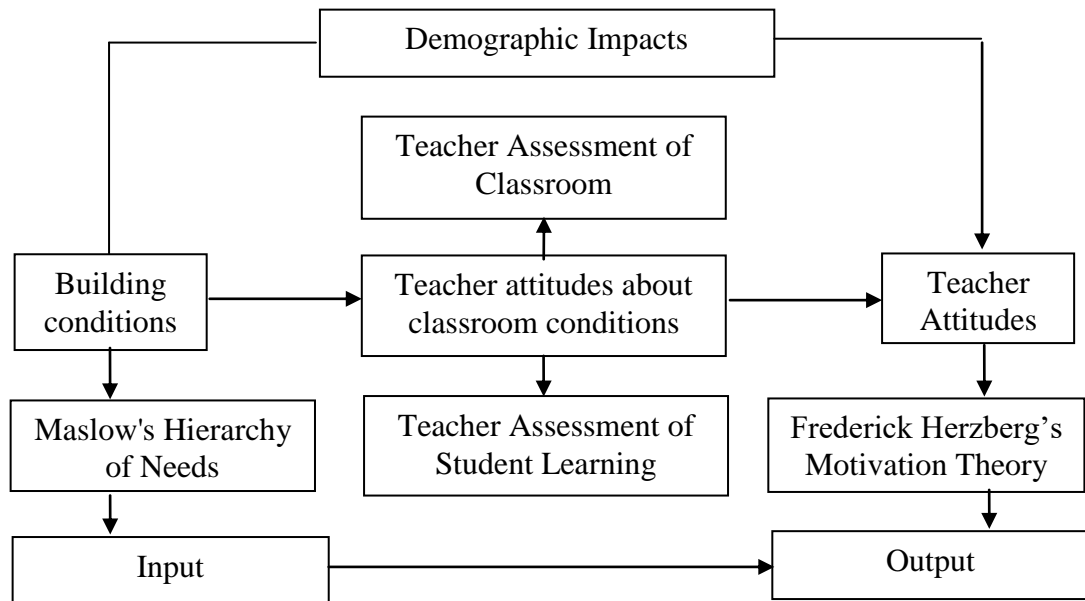 Demographic Impacts
Teacher Assessment of
Classroom
Building
conditions
Teacher attitudes about
classroom conditions
Teacher
Attitudes
Maslow's Hierarchy
of Needs
Teacher Assessment of
Student Learning
Frederick Herzberg’s
Motivation Theory
Input
Output